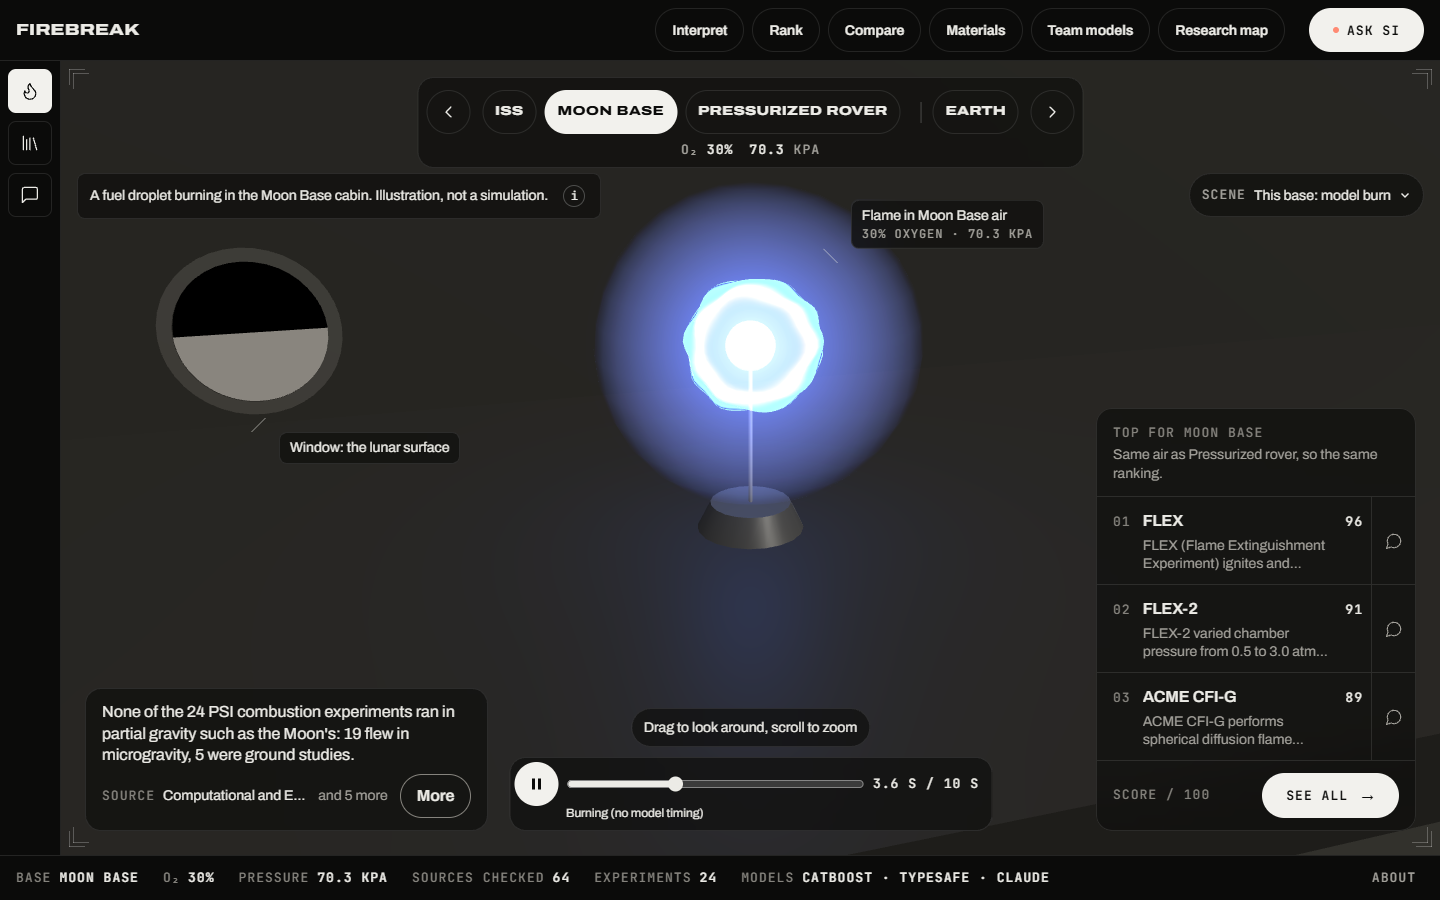 FIREBREAK
Interpret
Rank
Compare
Materials
Team models
Research map
ASK SI
ISS
MOON BASE
PRESSURIZED ROVER
EARTH
O₂ 30% 70.3 KPA
A fuel droplet burning in the Moon Base cabin. Illustration, not a simulation.
i
SCENE This base: model burn
Flame in Moon Base air
30% OXYGEN · 70.3 KPA
Window: the lunar surface
TOP FOR MOON BASE
Same air as Pressurized rover, so the same
ranking.
01 FLEX 96
FLEX (Flame Extinguishment
Experiment) ignites and...
02 FLEX-2 91
FLEX-2 varied chamber
pressure from 0.5 to 3.0 atm...
03 ACME CFI-G 89
ACME CFI-G performs
spherical diffusion flame...
SCORE / 100
SEE ALL →
None of the 24 PSI combustion experiments ran in
partial gravity such as the Moon's: 19 flew in
microgravity, 5 were ground studies.
SOURCE Computational and E... and 5 more
More
Drag to look around, scroll to zoom
3.6 S / 10 S
Burning (no model timing)
BASE MOON BASE O₂ 30% PRESSURE 70.3 KPA SOURCES CHECKED 64 EXPERIMENTS 24 MODELS CATBOOST · TYPESAFE · CLAUDE ABOUT